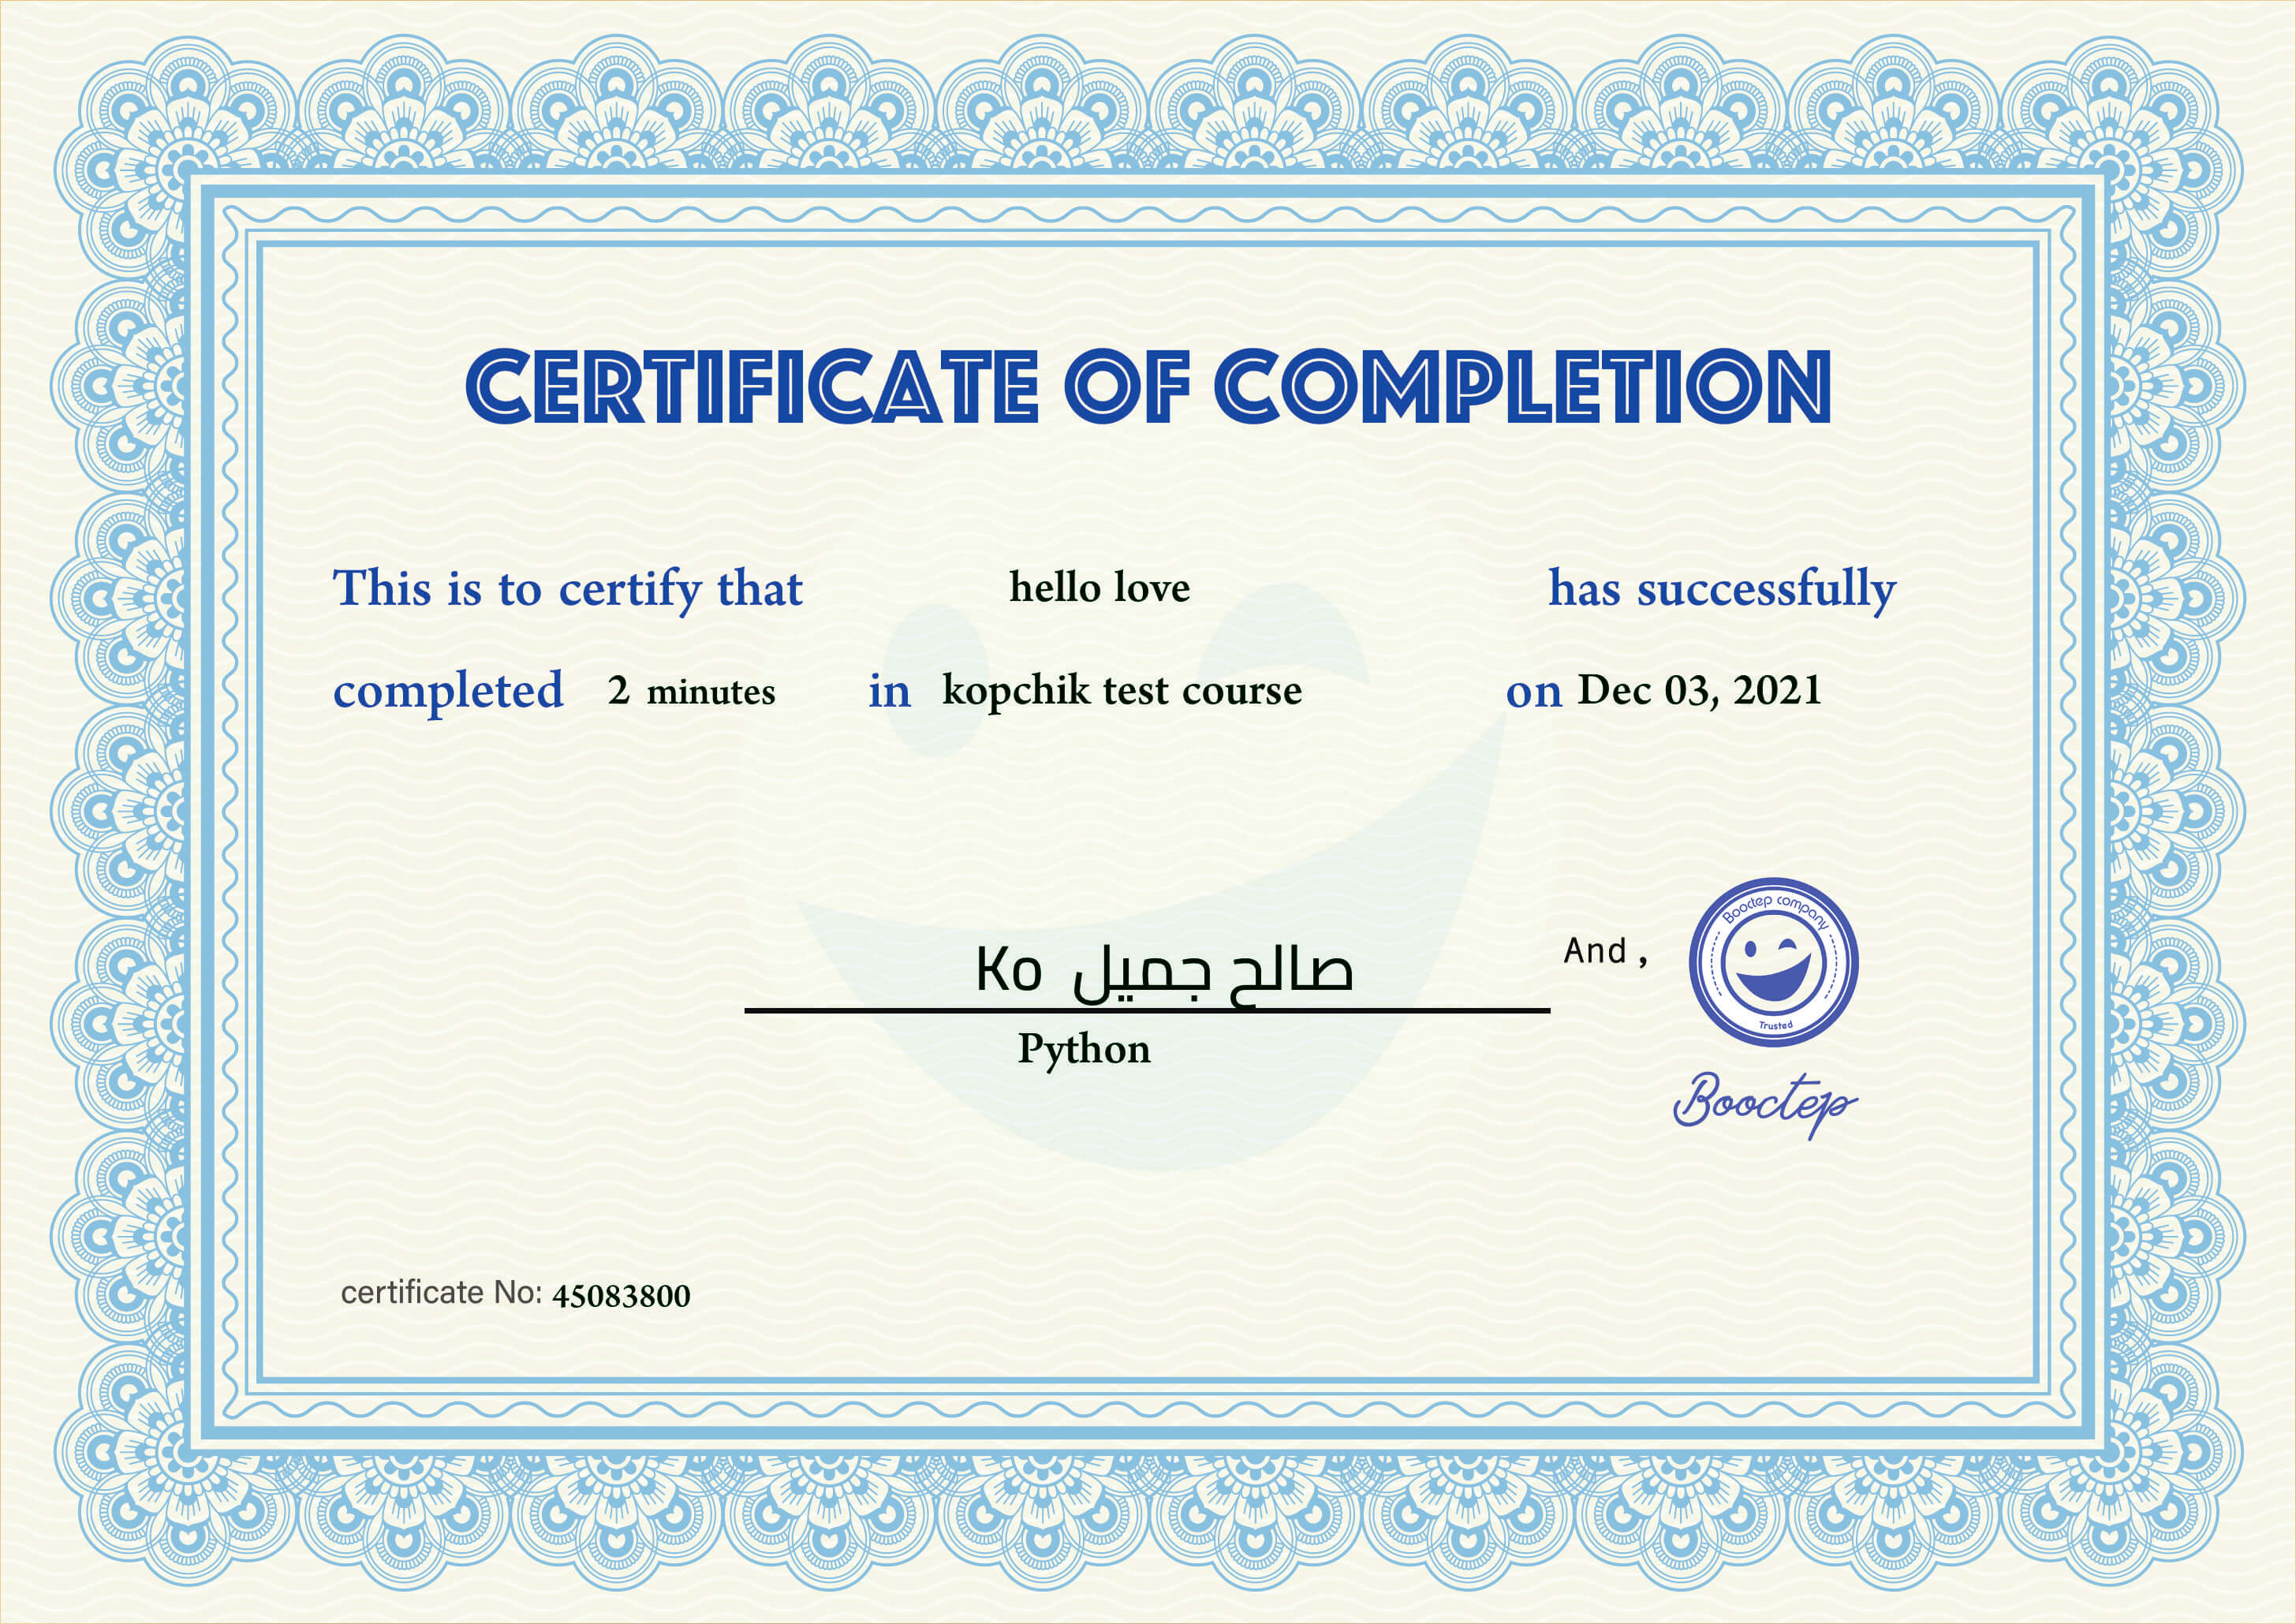 CERTIFICATE OF COMPLETION
This is to certify that hello love has successfully
completed 2 minutes in kopchik test course on Dec 03, 2021
Ko صالح جميل
Python
And ,
Booctep company
Trusted
Booctep
certificate No: 45083800